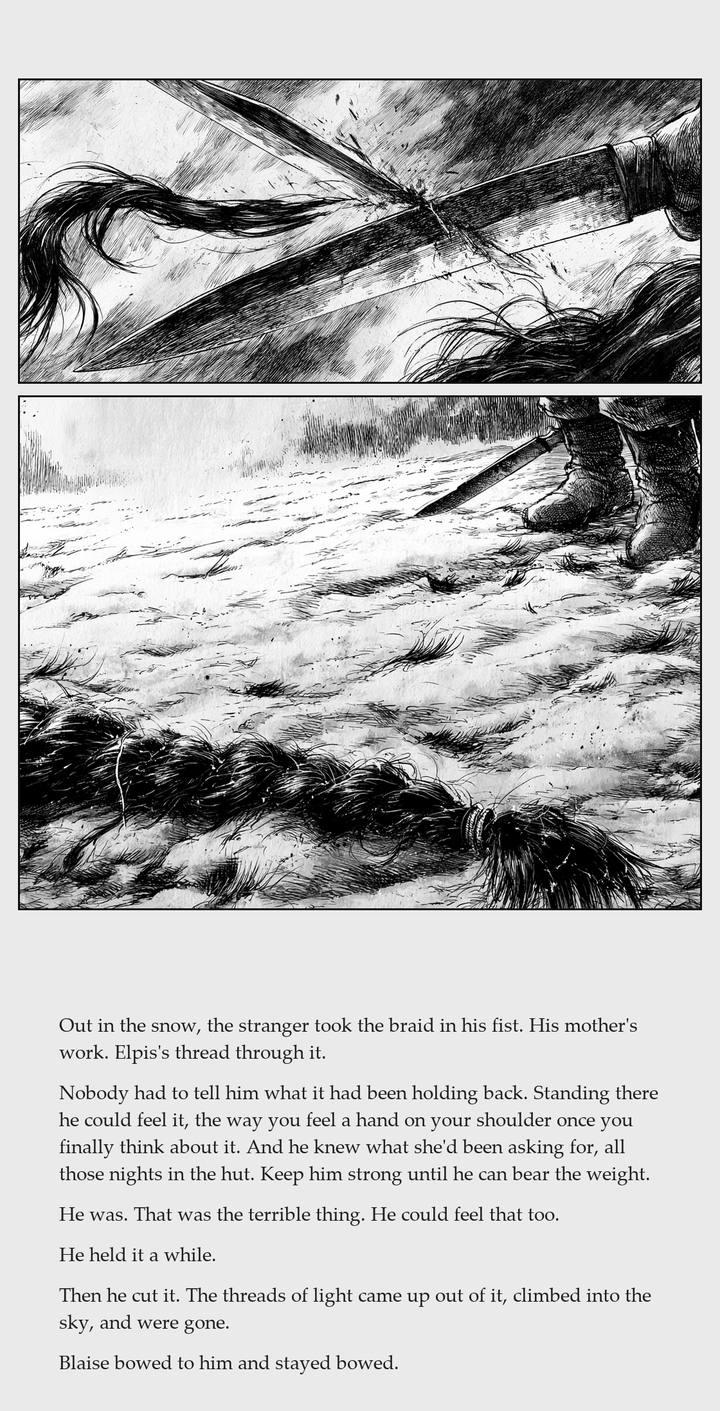 Out in the snow, the stranger took the braid in his fist. His mother's
work. Elpis's thread through it.
Nobody had to tell him what it had been holding back. Standing there
he could feel it, the way you feel a hand on your shoulder once you
finally think about it. And he knew what she'd been asking for, all
those nights in the hut. Keep him strong until he can bear the weight.
He was. That was the terrible thing. He could feel that too.
He held it a while.
Then he cut it. The threads of light came up out of it, climbed into the
sky, and were gone.
Blaise bowed to him and stayed bowed.